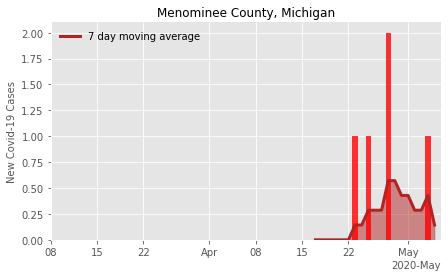 Menominee County, Michigan
7 day moving average
New Covid-19 Cases
2.00
1.75
1.50
1.25
1.00
0.75
0.50
0.25
0.00
08 15 22 Apr 08 15 22 May
2020-May